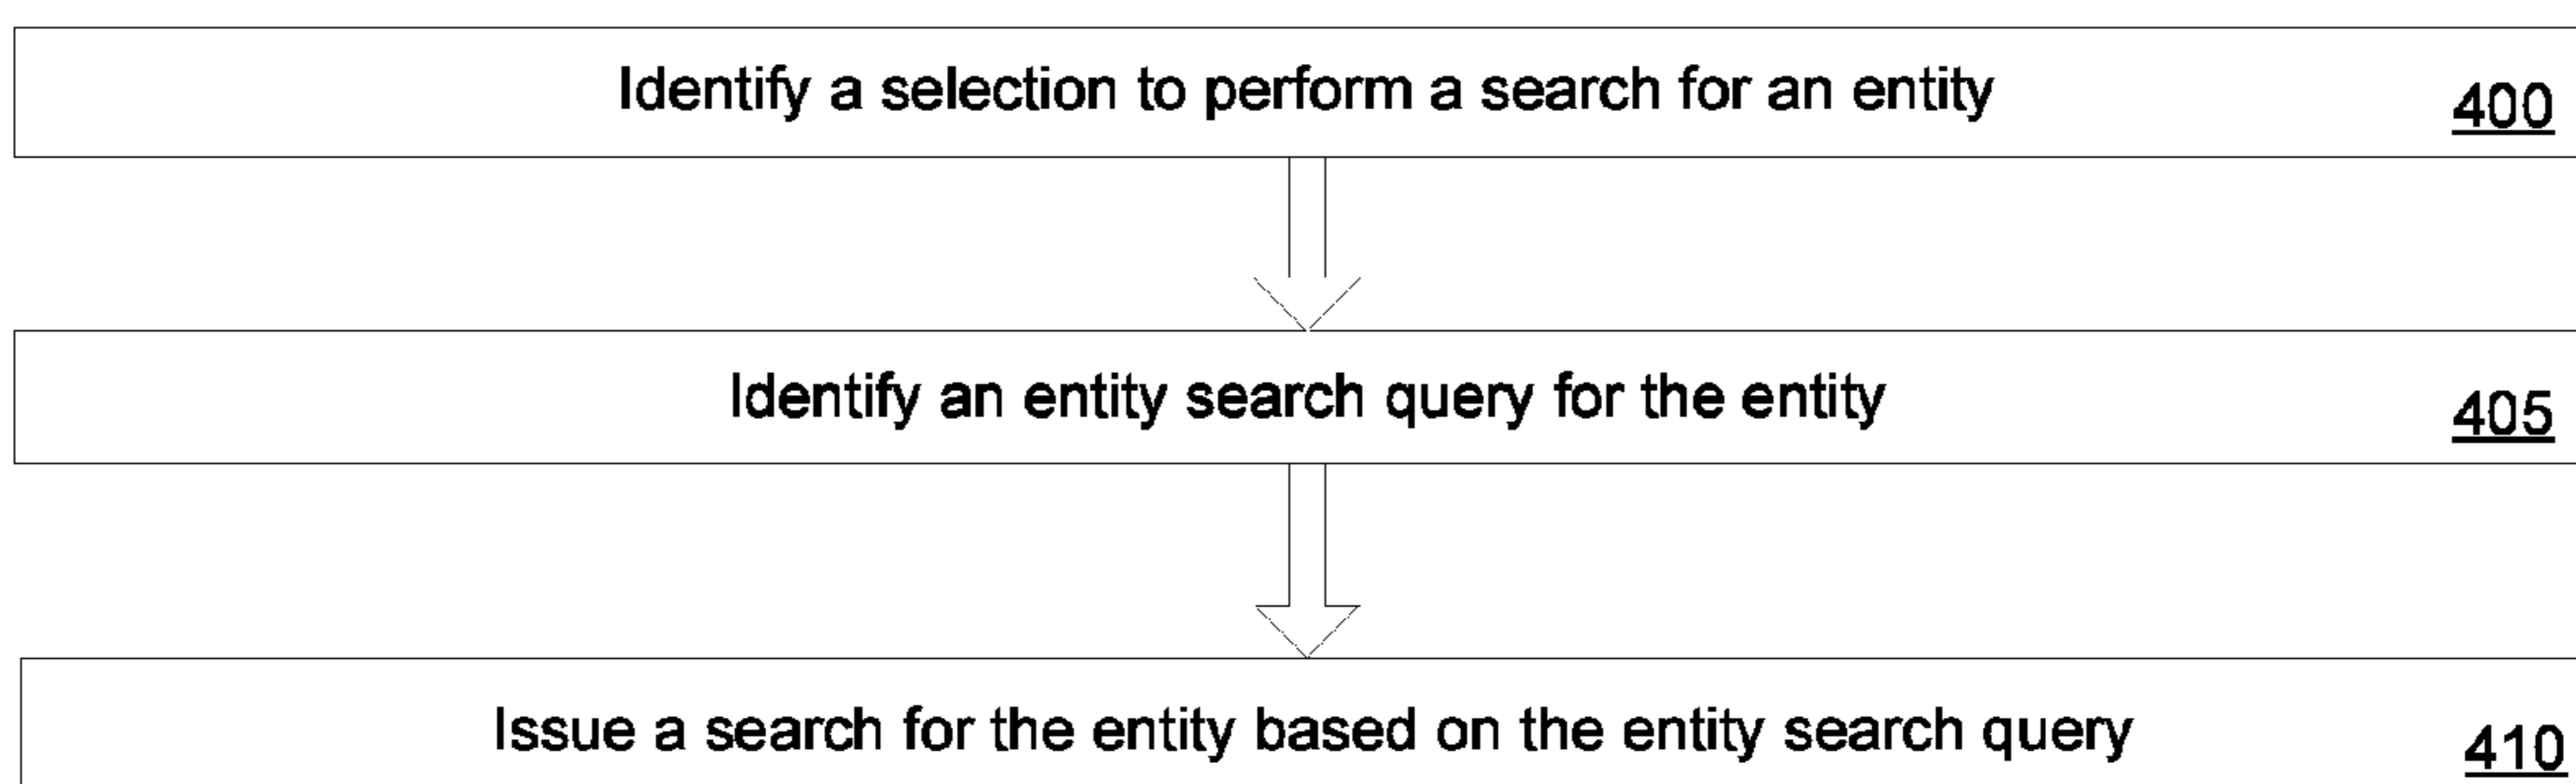 Identify a selection to perform a search for an entity 400
Identify an entity search query for the entity 405
Issue a search for the entity based on the entity search query 410